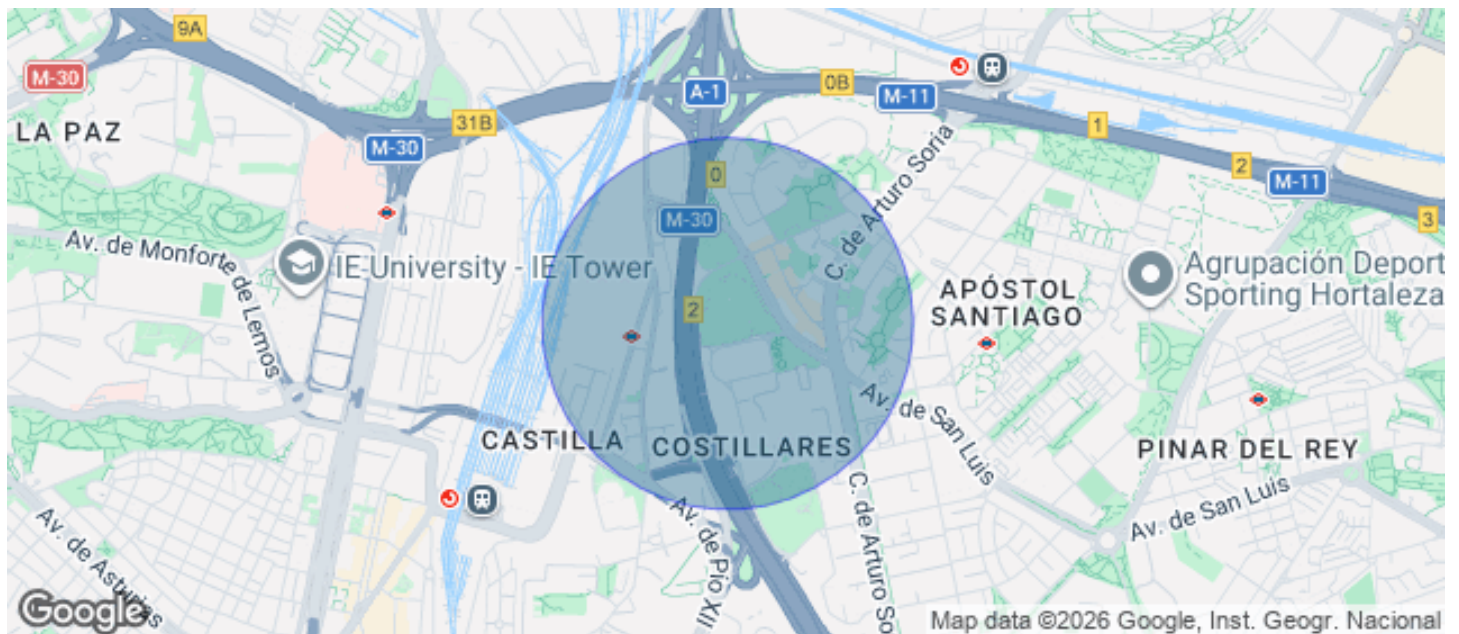 9A
M-30
LA PAZ
31B
M-30
A-1
0B
M-11
1
2
M-11
3
0
M-30
C. de Arturo Soria
Av. de Monforte de Lemos
IE University - IE Tower
2
APÓSTOL
SANTIAGO
Agrupación Deport
Sporting Hortaleza
CASTILLA
COSTILLARES
Av. de San Luis
PINAR DEL REY
Av. de San Luis
Av. de Asturias
Av. de Pío XII
C. de Arturo So
Google
Map data ©2026 Google, Inst. Geogr. Nacional